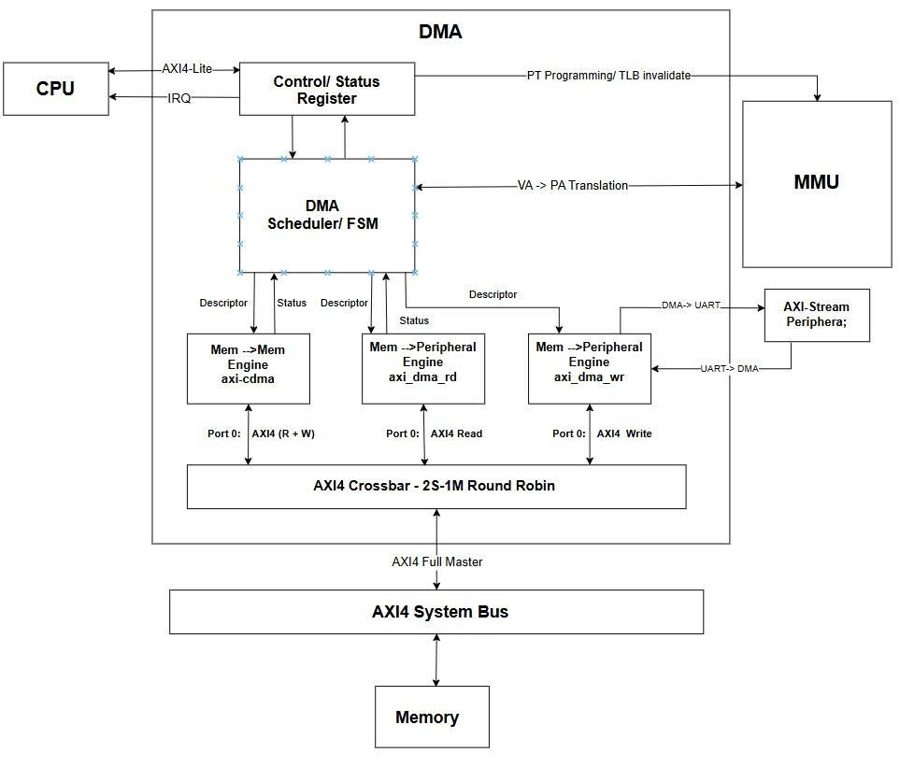 DMA
CPU
AXI4-Lite
IRQ
Control/ Status
Register
PT Programming/ TLB invalidate
MMU
DMA
Scheduler/ FSM
VA -> PA Translation
Descriptor
Status
Descriptor
Status
Descriptor
DMA-> UART
AXI-Stream
Periphera;
Mem -->Mem
Engine
axi-cdma
Mem -->Peripheral
Engine
axi_dma_rd
Mem -->Peripheral
Engine
axi_dma_wr
UART-> DMA
Port 0: AXI4 (R + W)
Port 0: AXI4 Read
Port 0: AXI4 Write
AXI4 Crossbar - 2S-1M Round Robin
AXI4 Full Master
AXI4 System Bus
Memory